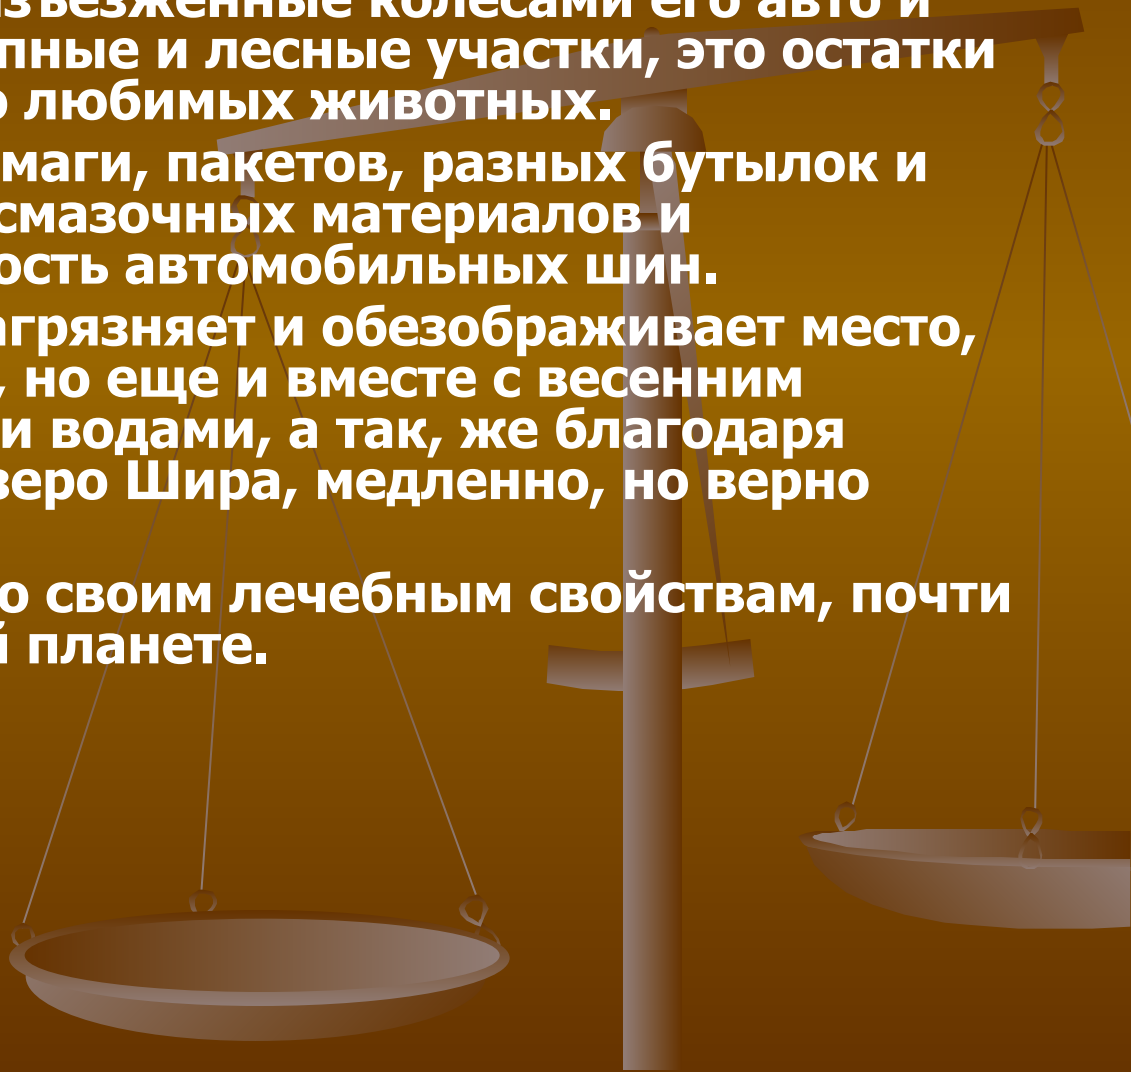 изъезженные колесами его авто и
пные и лесные участки, это остатки
о любимых животных.
маги, пакетов, разных бутылок и
смазочных материалов и
ость автомобильных шин.
агрязняет и обезображивает место,
, но еще и вместе с весенним
и водами, а так, же благодаря
зеро Шира, медленно, но верно
о своим лечебным свойствам, почти
й планете.